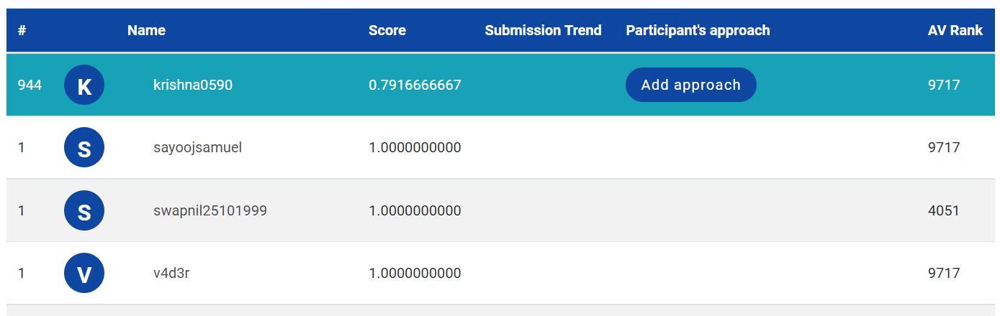 # Name Score Submission Trend Participant's approach AV Rank
944 K krishna0590 0.7916666667 Add approach 9717
1 S sayoojsamuel 1.0000000000 9717
1 S swapnil25101999 1.0000000000 4051
1 V v4d3r 1.0000000000 9717